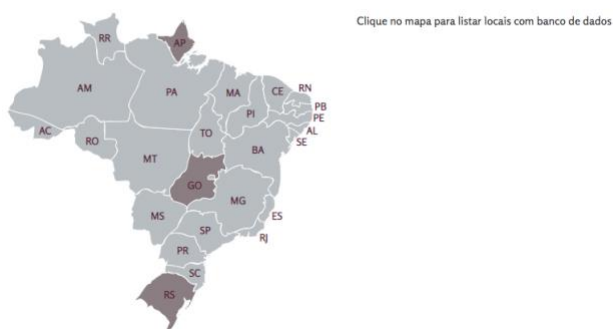 Clique no mapa para listar locais com banco de dados
RR
AP
AM
PA
MA
CE
RN
PB
PE
AL
SE
PI
AC
RO
TO
BA
MT
GO
MG
MS
ES
SP
RJ
PR
SC
RS